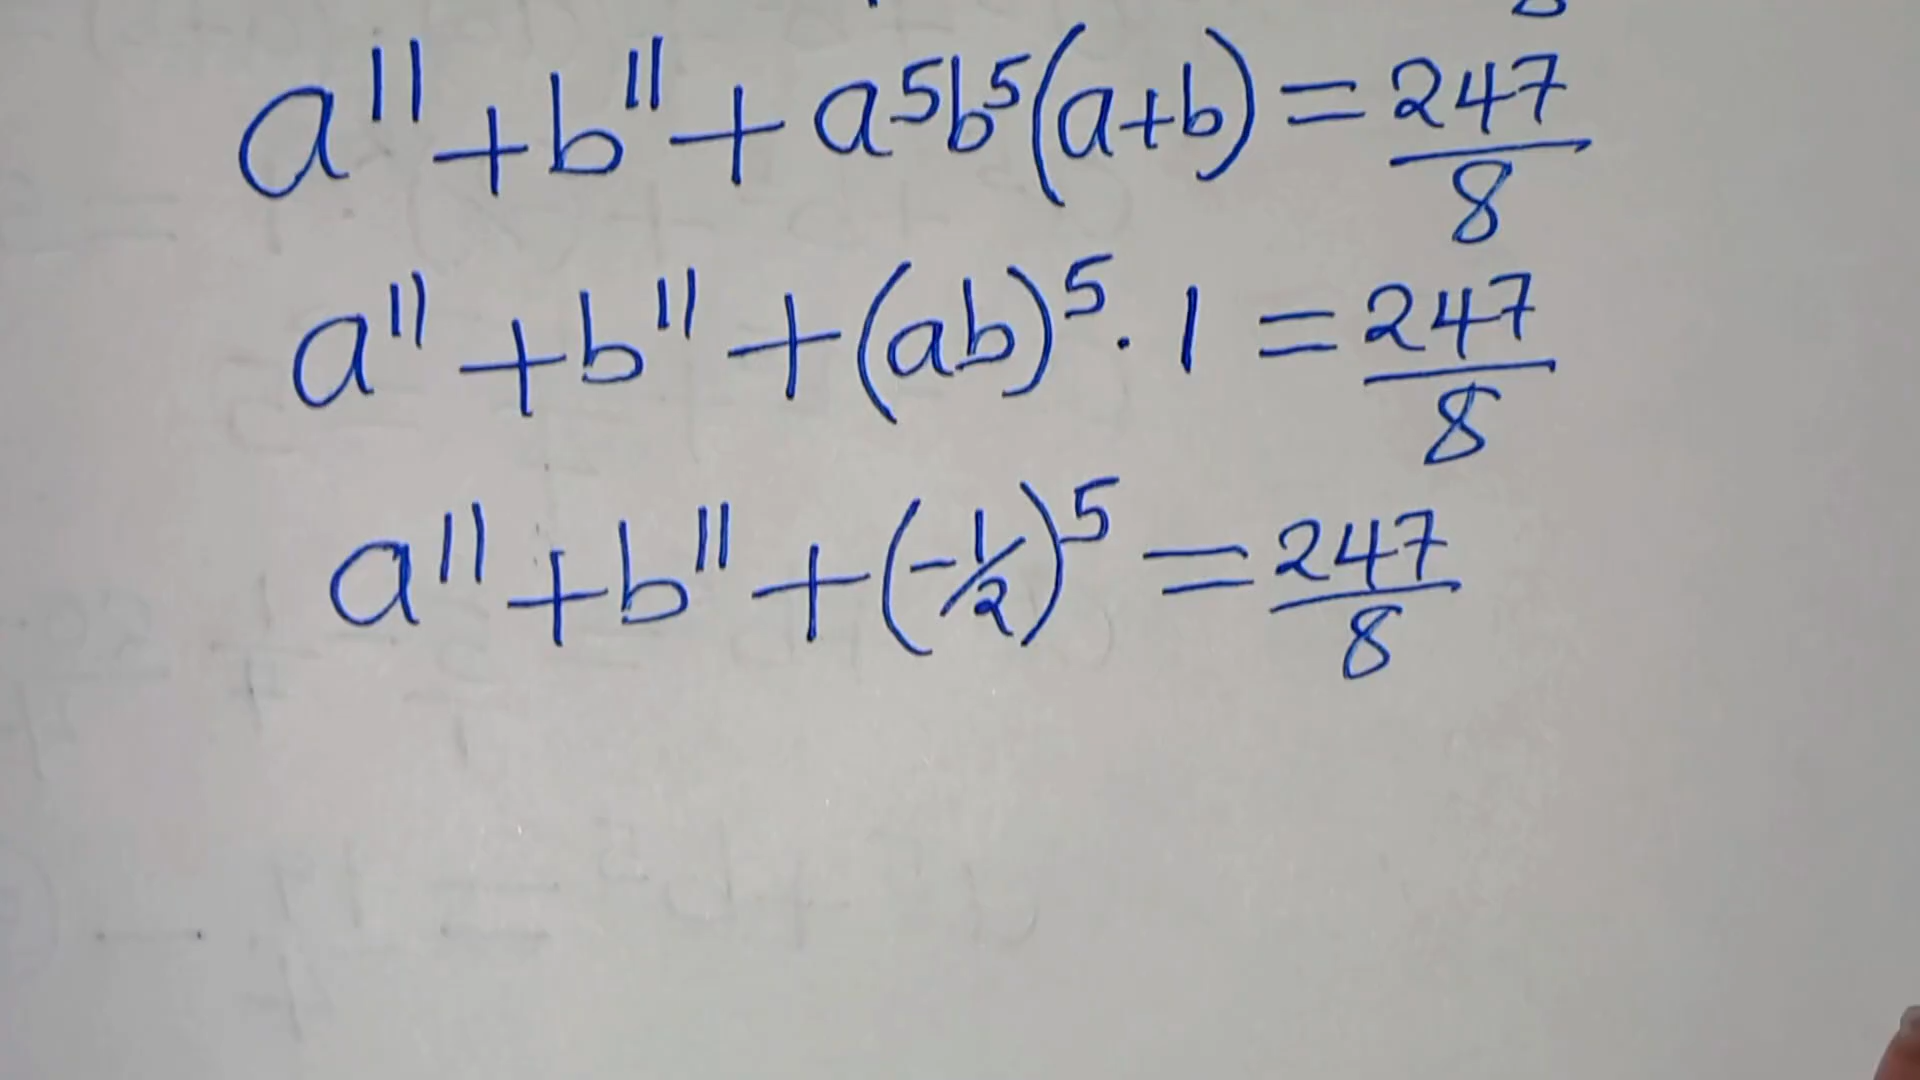 a¹¹ + b¹¹ + a⁵b⁵(a+b) = 247/8
a¹¹ + b¹¹ + (ab)⁵ · 1 = 247/8
a¹¹ + b¹¹ + (-1/2)⁵ = 247/8